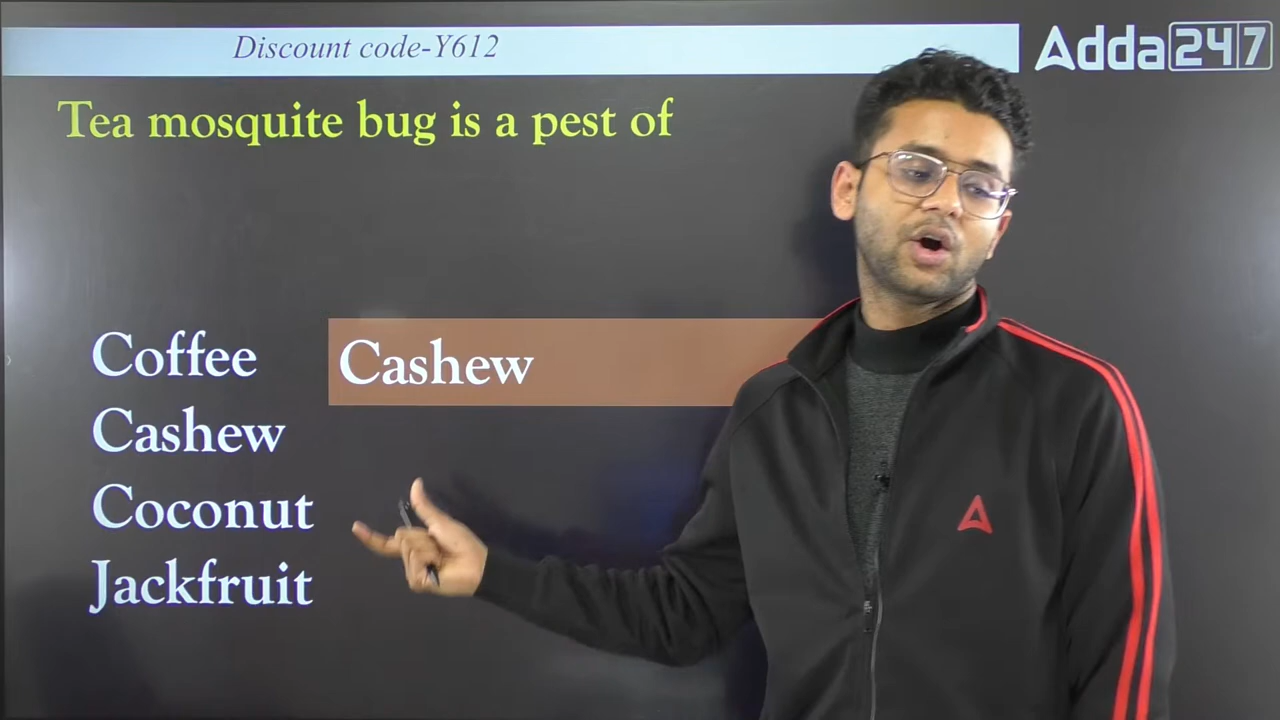 Discount code-Y612
Adda247
Tea mosquite bug is a pest of
Coffee
Cashew
Cashew
Coconut
Jackfruit